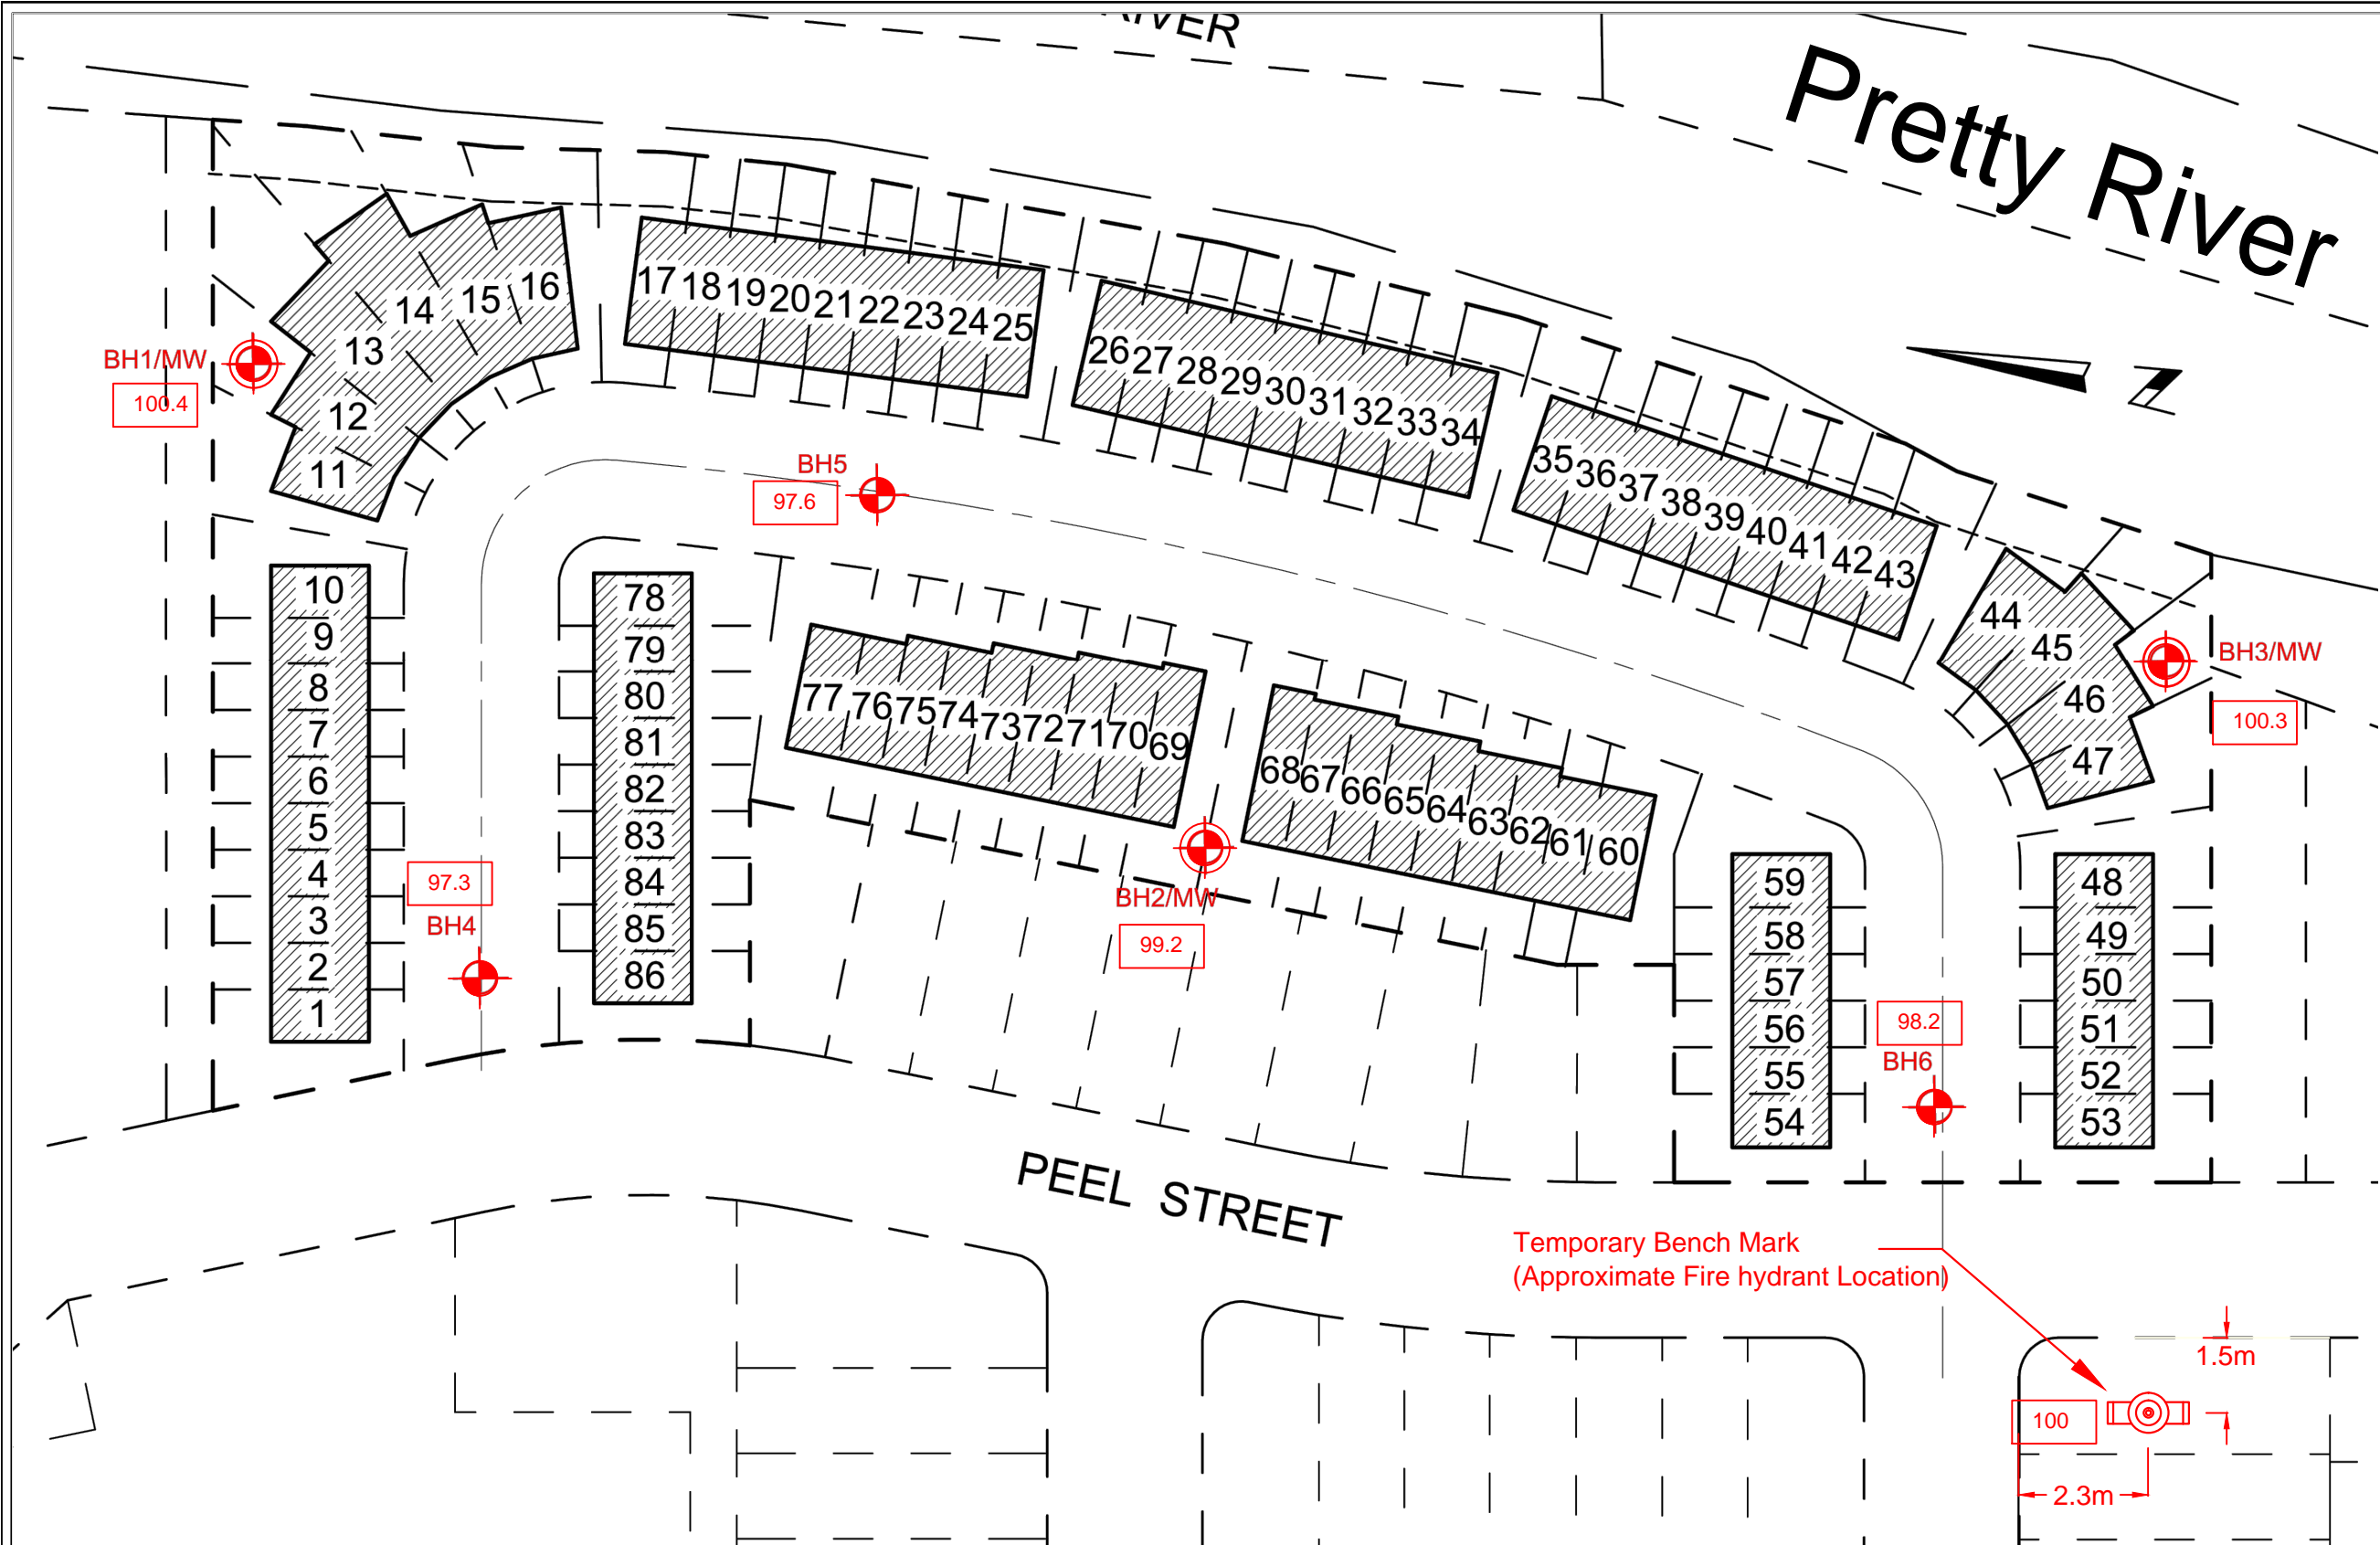 RIVER
Pretty River
N
BH1/MW
100.4
BH5
97.6
BH3/MW
100.3
97.3
BH4
BH2/MW
99.2
98.2
BH6
11
12
13
14
15
16
17 18 19 20 21 22 23 24 25
26 27 28 29 30 31 32 33 34
35 36 37 38 39 40 41 42 43
44
45
46
47
10
9
8
7
6
5
4
3
2
1
78
79
80
81
82
83
84
85
86
77 76 75 74 73 72 71 70 69
68 67 66 65 64 63 62 61 60
59
58
57
56
55
54
48
49
50
51
52
53
PEEL STREET
Temporary Bench Mark
(Approximate Fire hydrant Location)
1.5m
100
2.3m